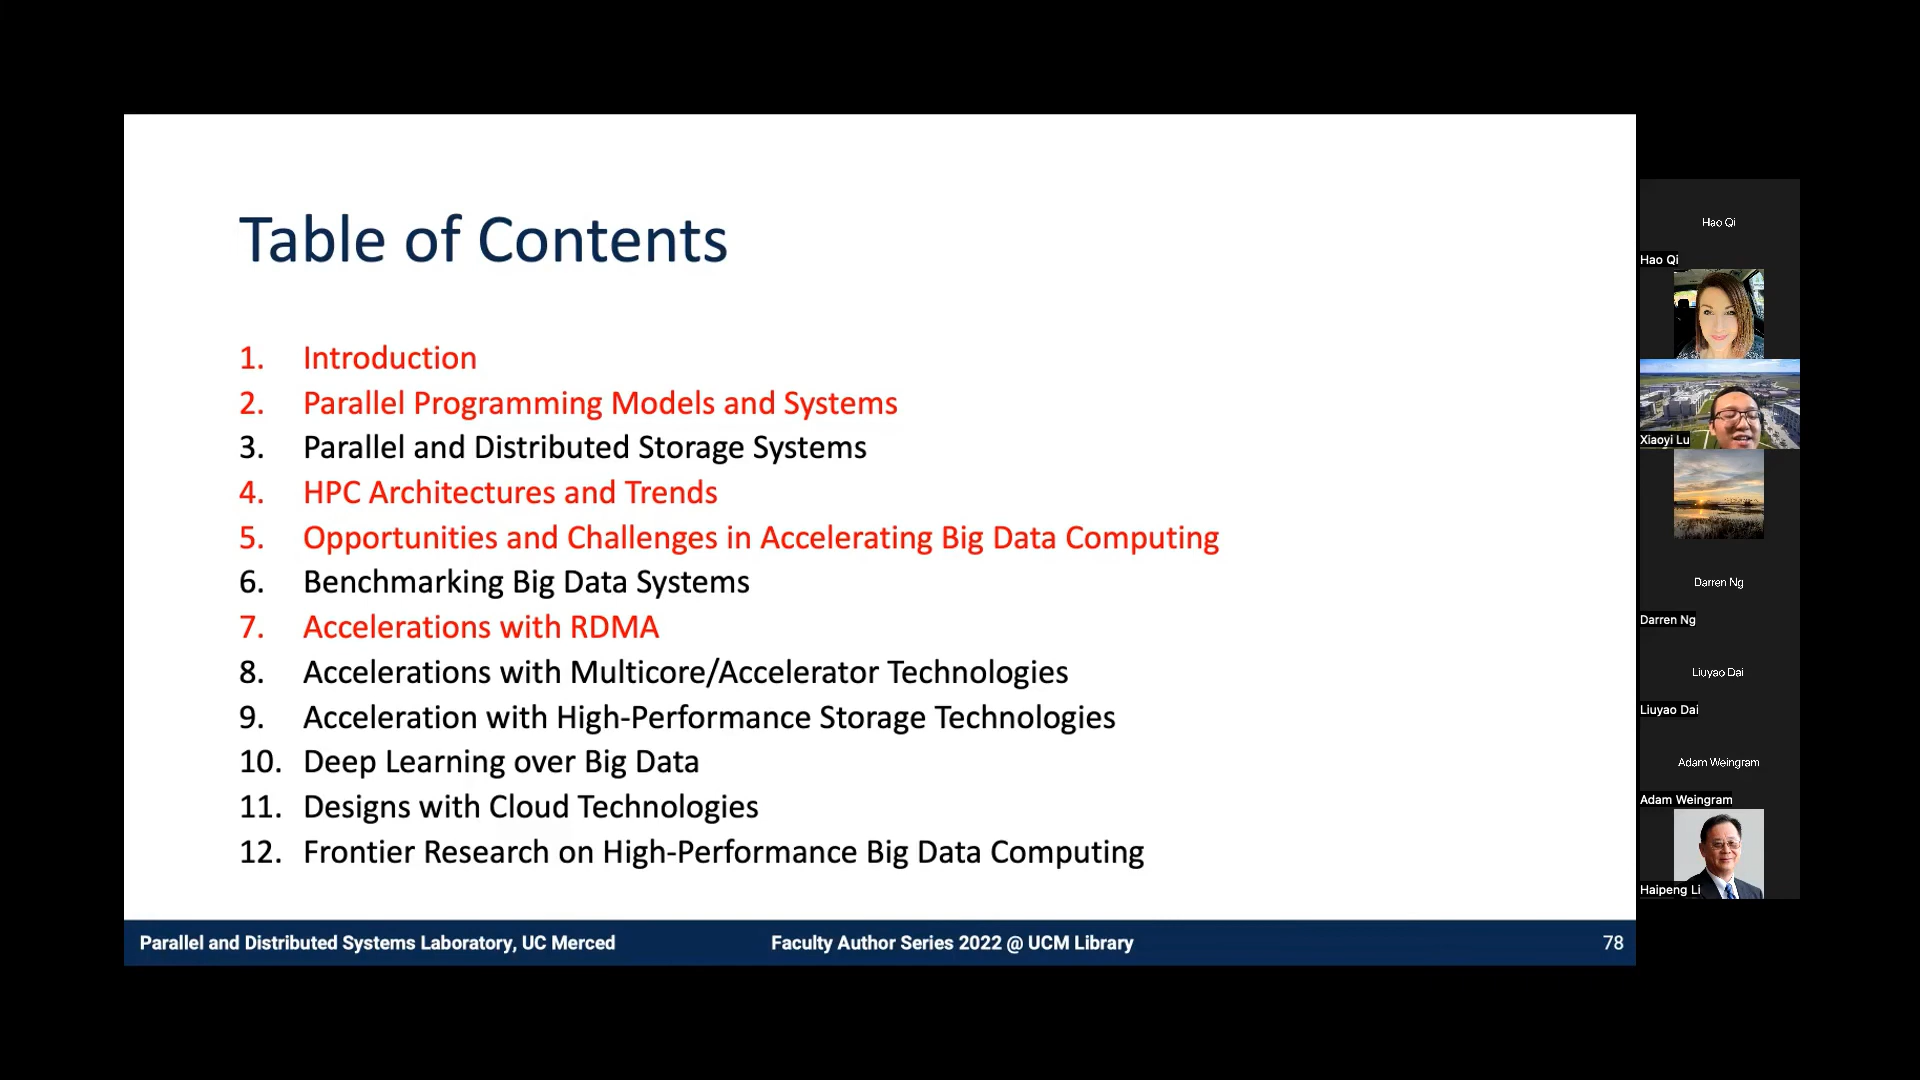 Table of Contents
1. Introduction
2. Parallel Programming Models and Systems
3. Parallel and Distributed Storage Systems
4. HPC Architectures and Trends
5. Opportunities and Challenges in Accelerating Big Data Computing
6. Benchmarking Big Data Systems
7. Accelerations with RDMA
8. Accelerations with Multicore/Accelerator Technologies
9. Acceleration with High-Performance Storage Technologies
10. Deep Learning over Big Data
11. Designs with Cloud Technologies
12. Frontier Research on High-Performance Big Data Computing
Parallel and Distributed Systems Laboratory, UC Merced
Faculty Author Series 2022 @ UCM Library
78
Hao Qi
Hao Qi
Xiaoyi Lu
Darren Ng
Darren Ng
Liuyao Dai
Liuyao Dai
Adam Weingram
Adam Weingram
Haipeng Li